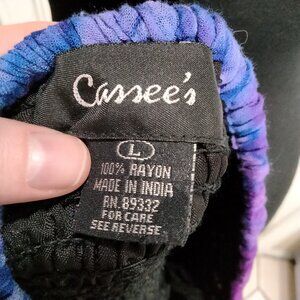 Cassee's
L
100% RAYON
MADE IN INDIA
RN.89332
FOR CARE
SEE REVERSE